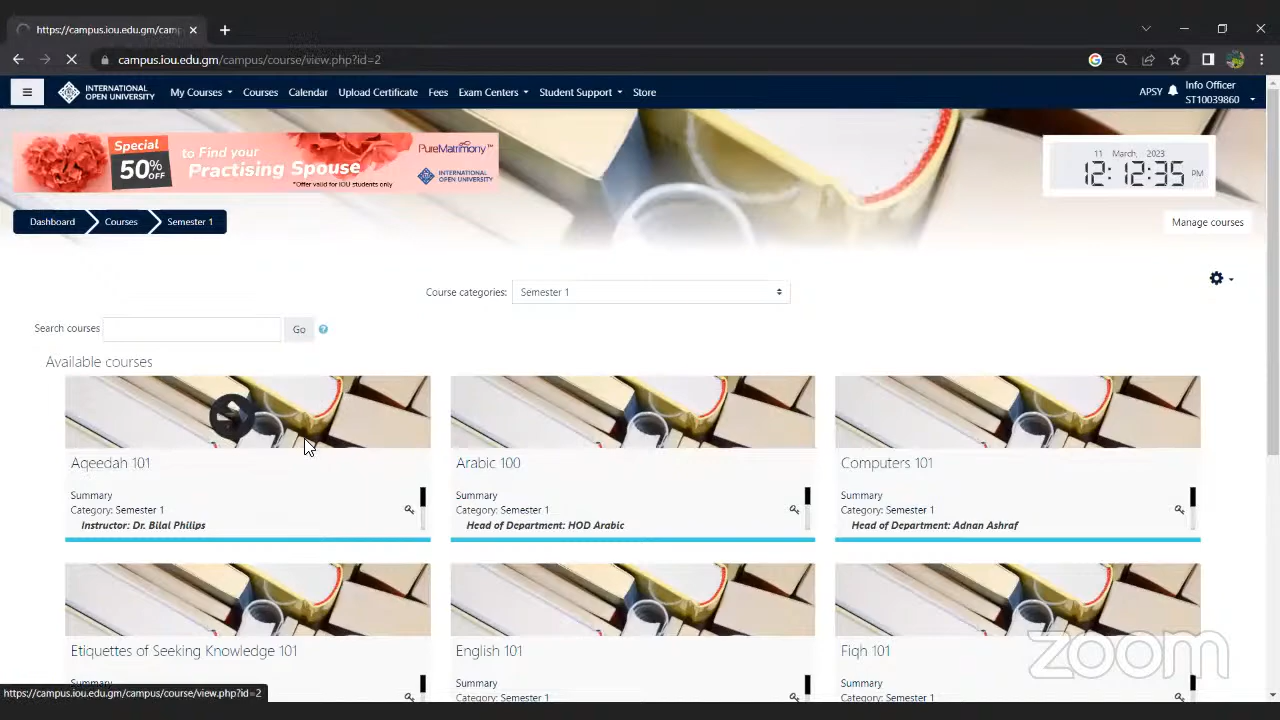 https://campus.iou.edu.gm/camp
campus.iou.edu.gm/campus/course/view.php?id=2
INTERNATIONAL
OPEN UNIVERSITY
My Courses Courses Calendar Upload Certificate Fees Exam Centers Student Support Store
APSY
Info Officer
ST10039860
Special
50%
OFF
to Find your
Practising Spouse
*Offer valid for IOU students only
PureMatrimony™
INTERNATIONAL
OPEN UNIVERSITY
11 March, 2023
12:12:35 PM
Dashboard Courses Semester 1
Manage courses
Course categories: Semester 1
Search courses Go
Available courses
Aqeedah 101
Summary
Category: Semester 1
Instructor: Dr. Bilal Philips
Arabic 100
Summary
Category: Semester 1
Head of Department: HOD Arabic
Computers 101
Summary
Category: Semester 1
Head of Department: Adnan Ashraf
Etiquettes of Seeking Knowledge 101
English 101
Summary
Category: Semester 1
Fiqh 101
Summary
Category: Semester 1
zoom
https://campus.iou.edu.gm/campus/course/view.php?id=2